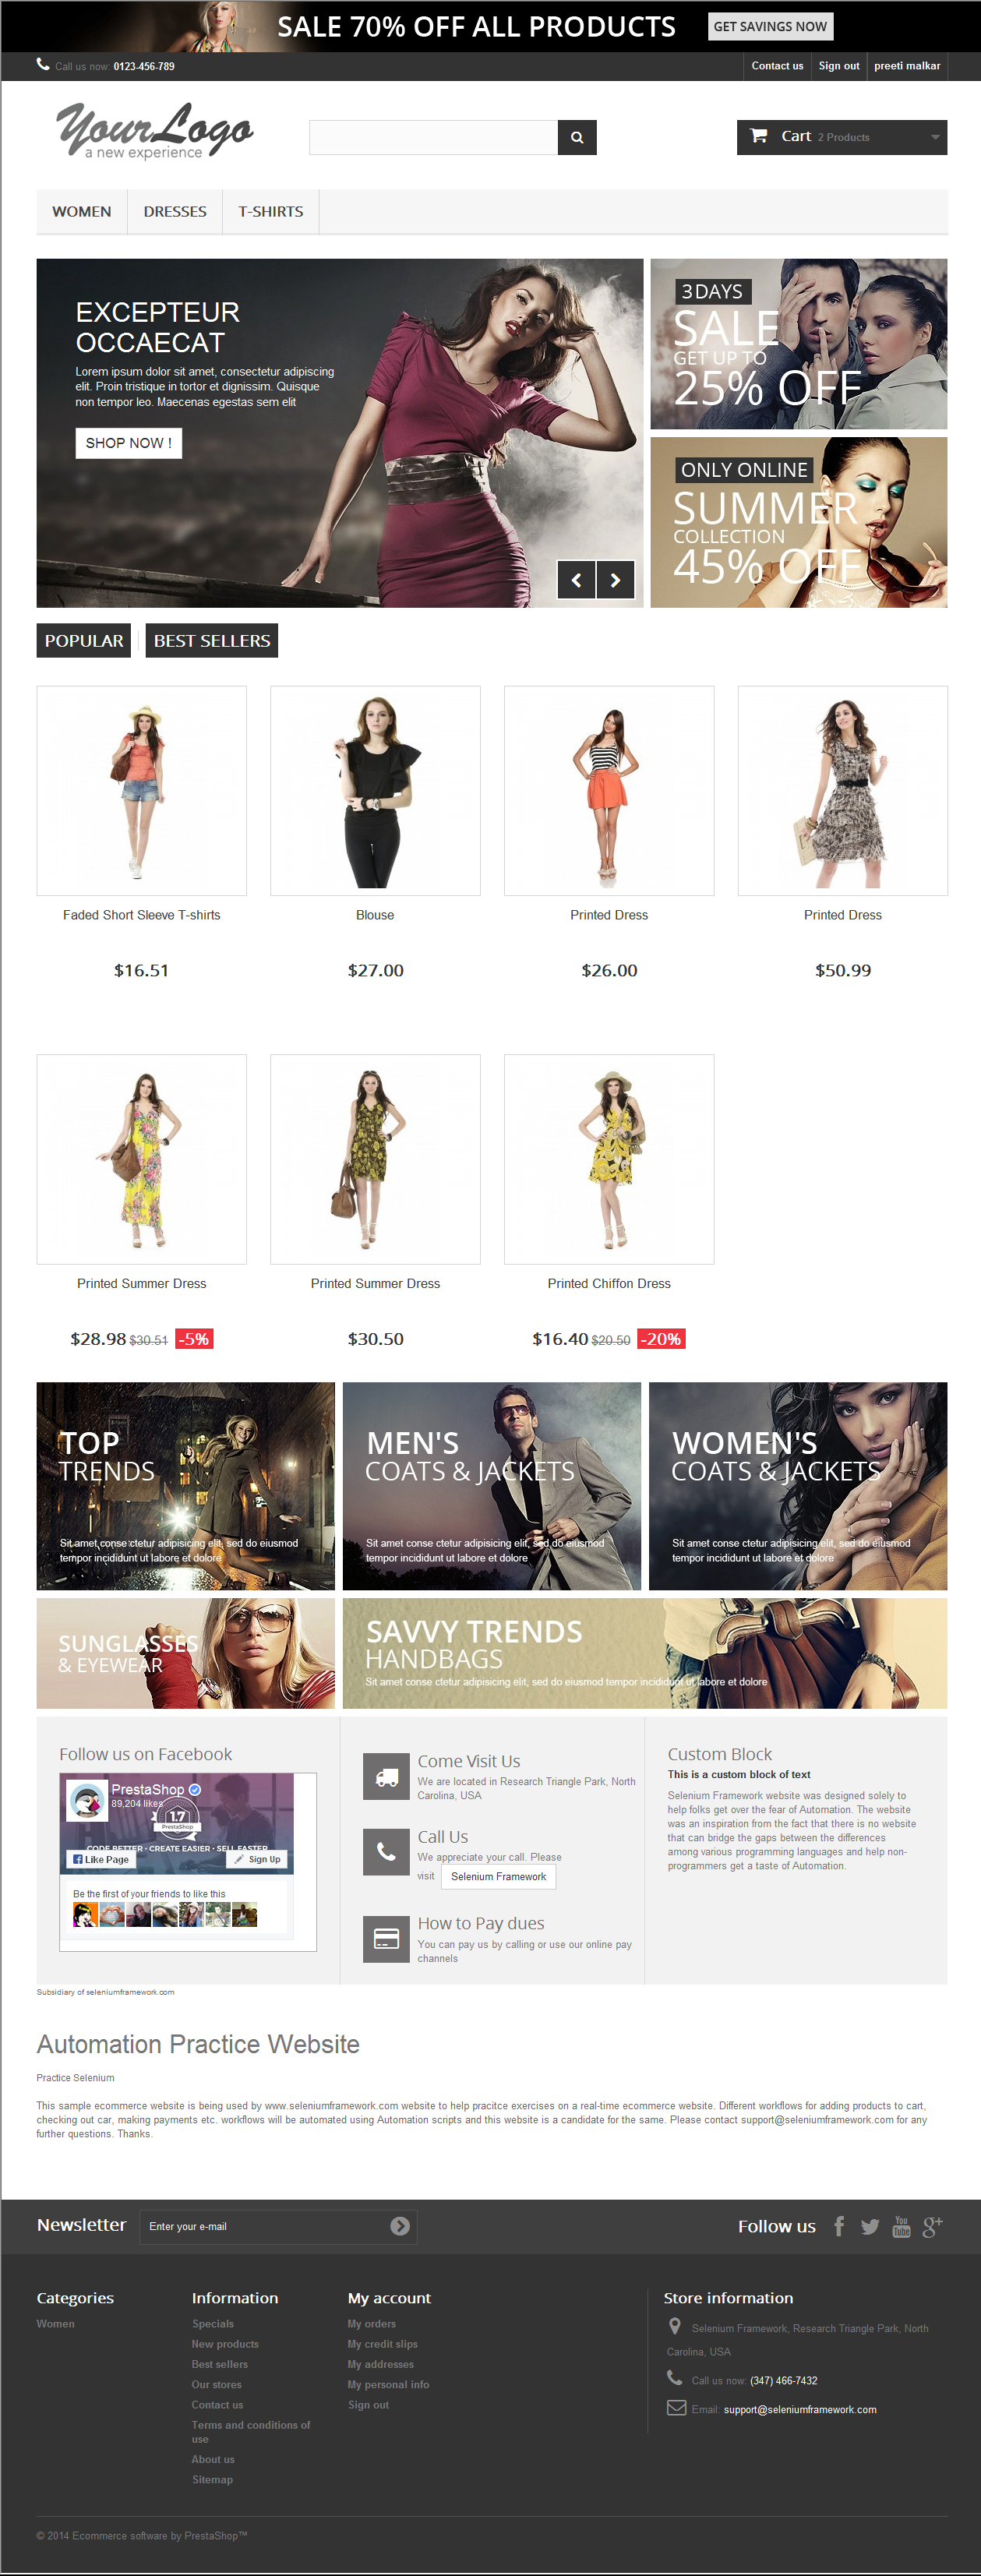 SALE 70% OFF ALL PRODUCTS GET SAVINGS NOW
Call us now: 0123-456-789 Contact us Sign out preeti malkar
Your Logo
a new experience
Cart 2 Products
WOMEN DRESSES T-SHIRTS
EXCEPTEUR
OCCAECAT
Lorem ipsum dolor sit amet, consectetur adipiscing
elit. Proin tristique in tortor et dignissim. Quisque
non tempor leo. Maecenas egestas sem elit
SHOP NOW !
3 DAYS
SALE
GET UP TO
25% OFF
ONLY ONLINE
SUMMER
COLLECTION
45% OFF
POPULAR BEST SELLERS
Faded Short Sleeve T-shirts Blouse Printed Dress Printed Dress
$16.51 $27.00 $26.00 $50.99
Printed Summer Dress Printed Summer Dress Printed Chiffon Dress
$28.98 $30.51 -5% $30.50 $16.40 $20.50 -20%
TOP
TRENDS
Sit amet conse ctetur adipisicing elit, sed do eiusmod
tempor incididunt ut labore et dolore
MEN'S
COATS & JACKETS
Sit amet conse ctetur adipisicing elit, sed do eiusmod
tempor incididunt ut labore et dolore
WOMEN'S
COATS & JACKETS
Sit amet conse ctetur adipisicing elit, sed do eiusmod
tempor incididunt ut labore et dolore
SUNGLASSES
& EYEWEAR
SAVVY TRENDS
HANDBAGS
Sit amet conse ctetur adipisicing elit, sed do eiusmod tempor incididunt ut labore et dolore
Follow us on Facebook
PrestaShop
89,204 likes
1.7
PrestaShop
CODE BETTER · CREATE EASIER · SELL FASTER
Like Page Sign Up
Be the first of your friends to like this
Come Visit Us
We are located in Research Triangle Park, North
Carolina, USA
Call Us
We appreciate your call. Please
visit Selenium Framework
How to Pay dues
You can pay us by calling or use our online pay
channels
Custom Block
This is a custom block of text
Selenium Framework website was designed solely to
help folks get over the fear of Automation. The website
was an inspiration from the fact that there is no website
that can bridge the gaps between the differences
among various programming languages and help non-
programmers get a taste of Automation.
Subsidiary of seleniumframework.com
Automation Practice Website
Practice Selenium
This sample ecommerce website is being used by www.seleniumframework.com website to help pracitce exercises on a real-time ecommerce website. Different workflows for adding products to cart,
checking out car, making payments etc. workflows will be automated using Automation scripts and this website is a candidate for the same. Please contact support@seleniumframework.com for any
further questions. Thanks.
Newsletter Enter your e-mail Follow us You Tube g+
Categories
Women
Information
Specials
New products
Best sellers
Our stores
Contact us
Terms and conditions of
use
About us
Sitemap
My account
My orders
My credit slips
My addresses
My personal info
Sign out
Store information
Selenium Framework, Research Triangle Park, North
Carolina, USA
Call us now: (347) 466-7432
Email: support@seleniumframework.com
© 2014 Ecommerce software by PrestaShop™